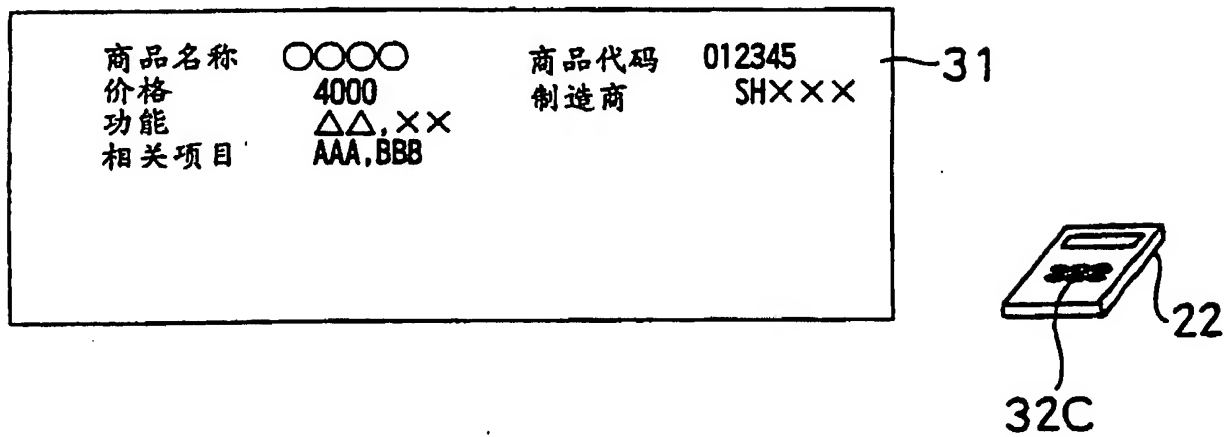 商品名称 ○○○○ 商品代码 012345
价格 4000 制造商 SH×××
功能 △△,××
相关项目 AAA,BBB
31
22
32C